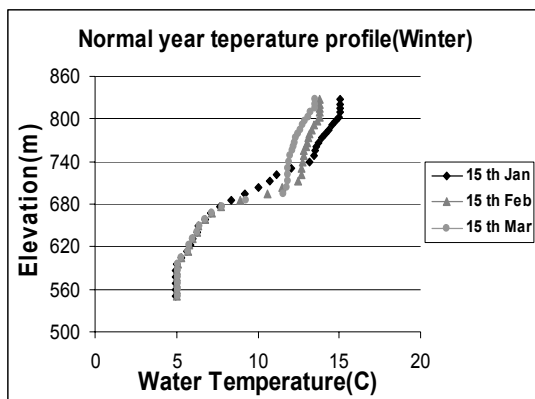 Normal year teperature profile(Winter)
860
800
740
680
620
560
500
0
5
10
15
20
Elevation(m)
Water Temperature(C)
15 th Jan
15 th Feb
15 th Mar